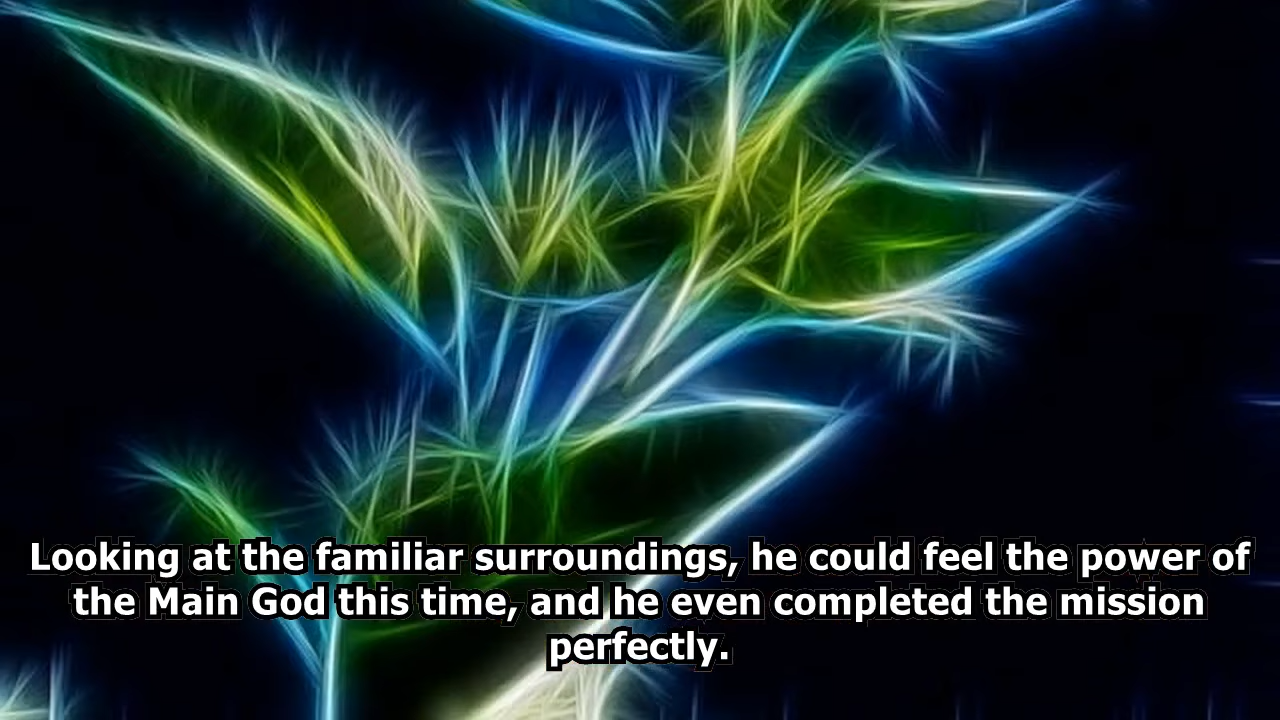 Looking at the familiar surroundings, he could feel the power of
the Main God this time, and he even completed the mission
perfectly.